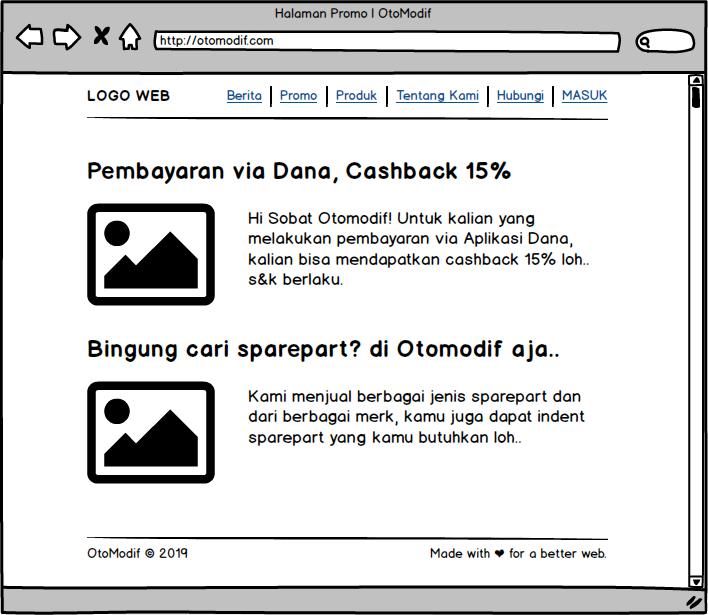 Halaman Promo | OtoModif
http://otomodif.com
LOGO WEB Berita Promo Produk Tentang Kami Hubungi MASUK
Pembayaran via Dana, Cashback 15%
Hi Sobat Otomodif! Untuk kalian yang
melakukan pembayaran via Aplikasi Dana,
kalian bisa mendapatkan cashback 15% loh..
s&k berlaku.
Bingung cari sparepart? di Otomodif aja..
Kami menjual berbagai jenis sparepart dan
dari berbagai merk, kamu juga dapat indent
sparepart yang kamu butuhkan loh..
OtoModif © 2019 Made with ❤ for a better web.